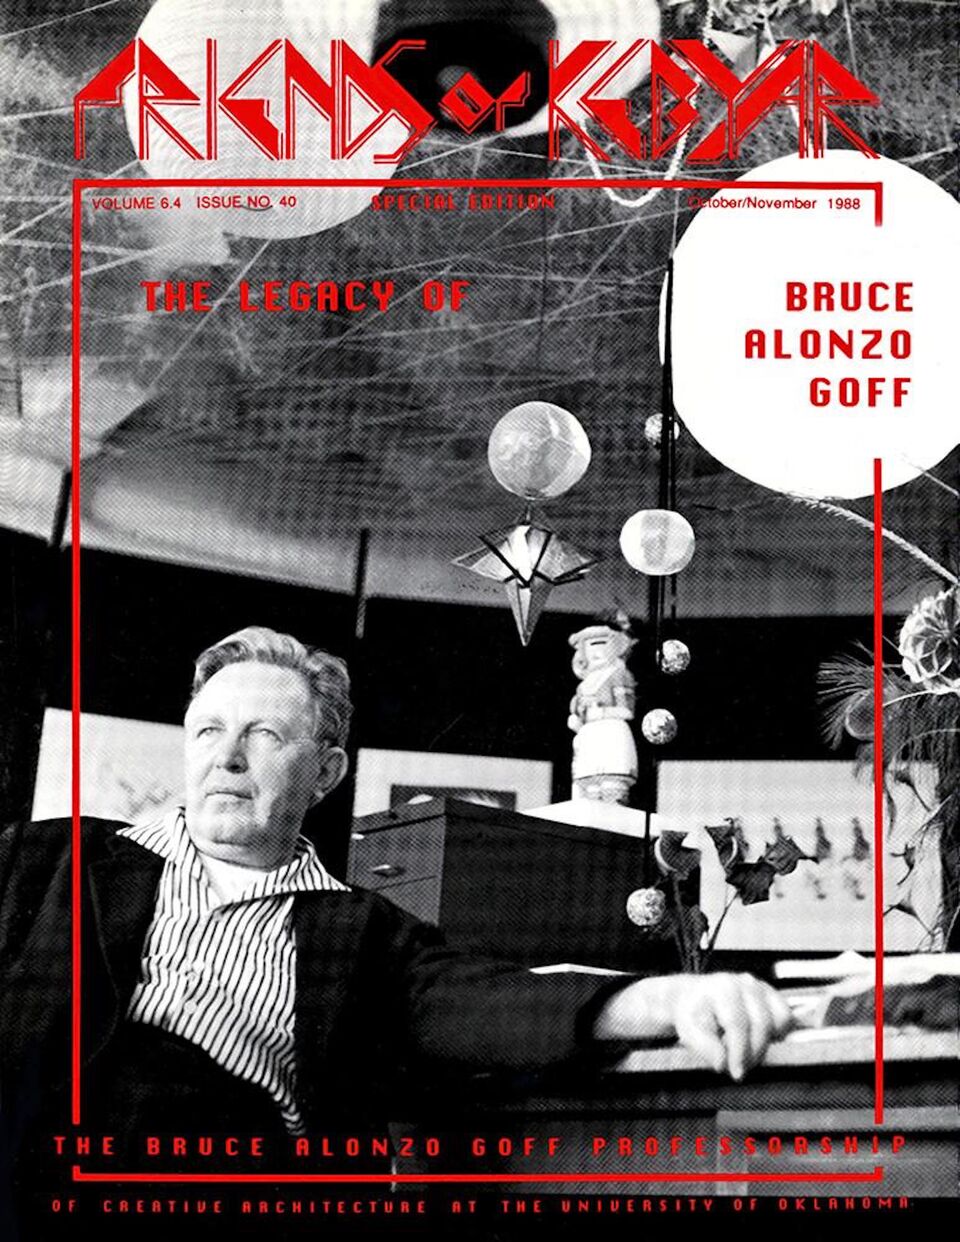 FRIENDS OF KEBYAR
VOLUME 6.4 ISSUE NO. 40 SPECIAL EDITION October/November 1988
THE LEGACY OF
BRUCE
ALONZO
GOFF
THE BRUCE ALONZO GOFF PROFESSORSHIP
OF CREATIVE ARCHITECTURE AT THE UNIVERSITY OF OKLAHOMA